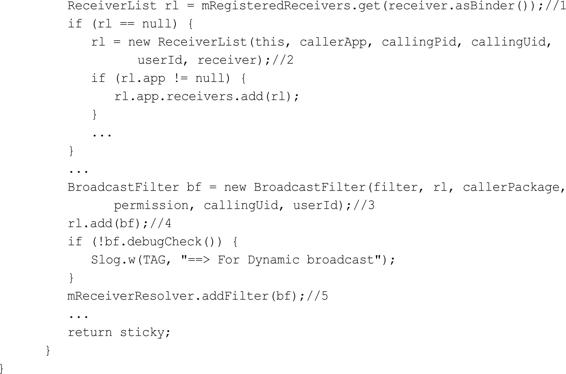 ReceiverList rl = mRegisteredReceivers.get(receiver.asBinder());//1
if (rl == null) {
rl = new ReceiverList(this, callerApp, callingPid, callingUid,
userId, receiver);//2
if (rl.app != null) {
rl.app.receivers.add(rl);
}
...
}
...
BroadcastFilter bf = new BroadcastFilter(filter, rl, callerPackage,
permission, callingUid, userId);//3
rl.add(bf);//4
if (!bf.debugCheck()) {
Slog.w(TAG, "==> For Dynamic broadcast");
}
mReceiverResolver.addFilter(bf);//5
...
return sticky;
}
}